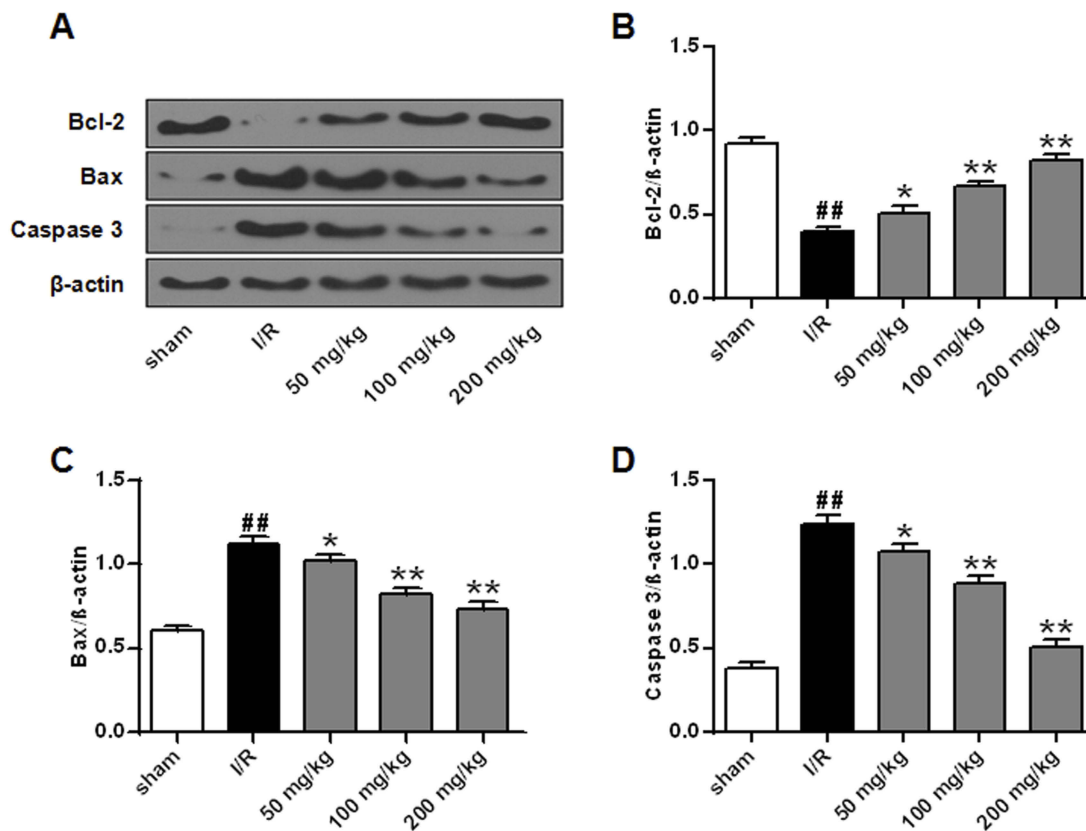 A
Bcl-2
Bax
Caspase 3
β-actin
sham
I/R
50 mg/kg
100 mg/kg
200 mg/kg
B
Bcl-2/ß-actin
1.5
1.0
0.5
0.0
##
*
**
**
sham
I/R
50 mg/kg
100 mg/kg
200 mg/kg
C
Bax/ß-actin
1.5
1.0
0.5
0.0
##
*
**
**
sham
I/R
50 mg/kg
100 mg/kg
200 mg/kg
D
Caspase 3/ß-actin
1.5
1.0
0.5
0.0
##
*
**
**
sham
I/R
50 mg/kg
100 mg/kg
200 mg/kg